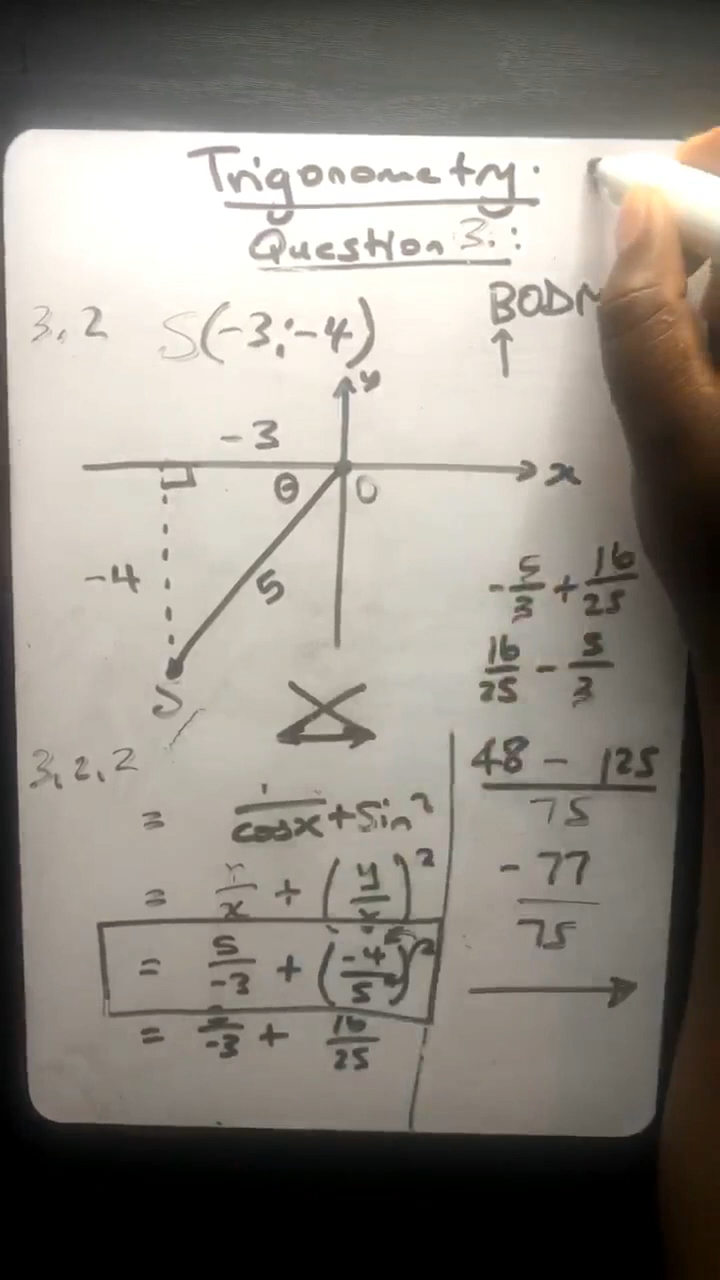 Trigonometry.
Question 3.:
3.2 S(-3;-4)
BODM
y
-3
θ
O
x
-4
5
S
-5/3 + 16/25
16/25 - 5/3
3.2.2
= 1/cosx + sin²
= r/x + (y/r)²
= 5/-3 + (-4/5)²
= 5/-3 + 16/25
48 - 125
75
-77
75